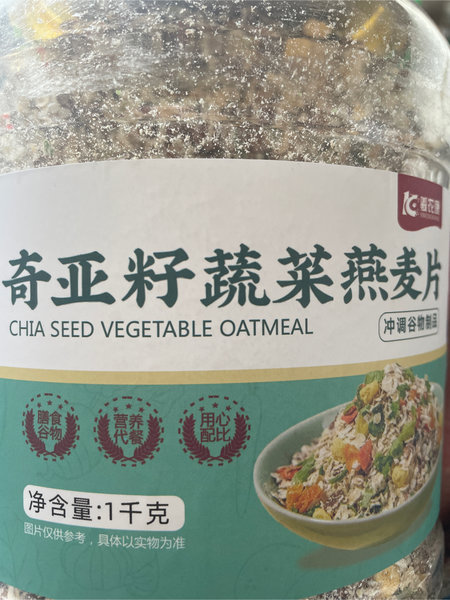 奇亚籽蔬菜燕麦片
CHIA SEED VEGETABLE OATMEAL
冲调谷物制品
膳食
谷物
营养
代餐
用心
配比
净含量:1千克
图片仅供参考，具体以实物为准